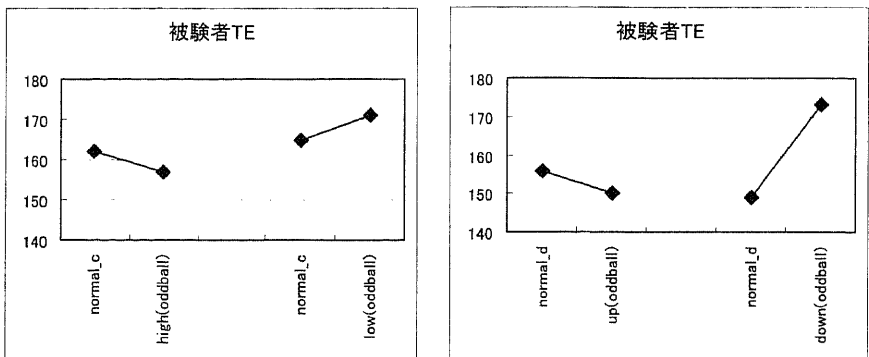 被験者TE
180
170
160
150
140
normal_c
high(oddball)
normal_c
low(oddball)
被験者TE
180
170
160
150
140
normal_d
up(oddball)
normal_d
down(oddball)